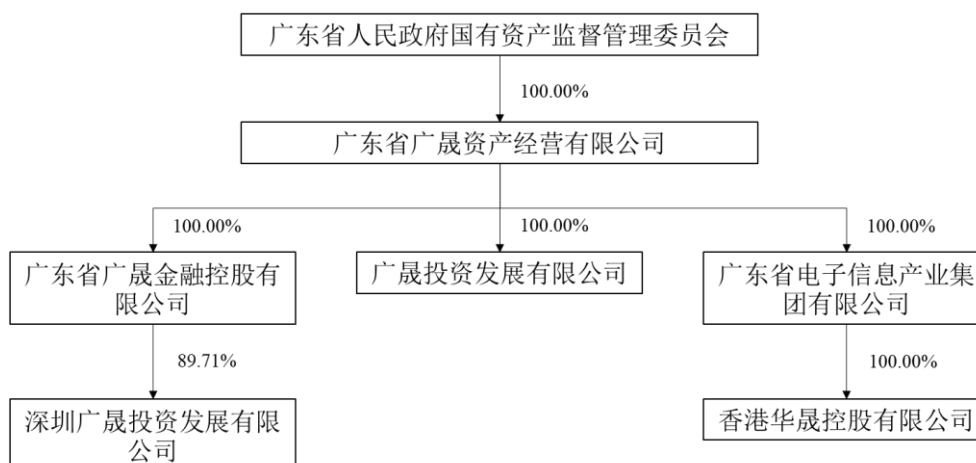 广东省人民政府国有资产监督管理委员会
100.00%
广东省广晟资产经营有限公司
100.00%
100.00%
100.00%
广东省广晟金融控股有
限公司
广晟投资发展有限公司
广东省电子信息产业集
团有限公司
89.71%
100.00%
深圳广晟投资发展有限
公司
香港华晟控股有限公司